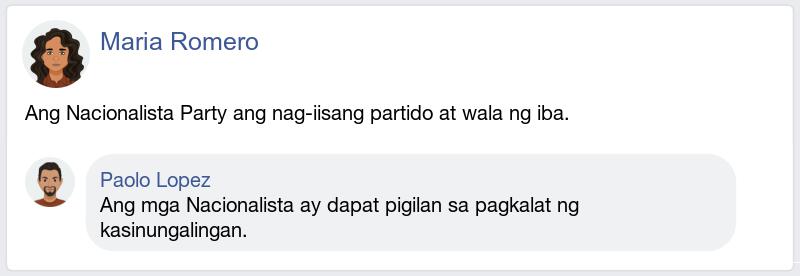 Maria Romero
Ang Nacionalista Party ang nag-iisang partido at wala ng iba.
Paolo Lopez
Ang mga Nacionalista ay dapat pigilan sa pagkalat ng
kasinungalingan.